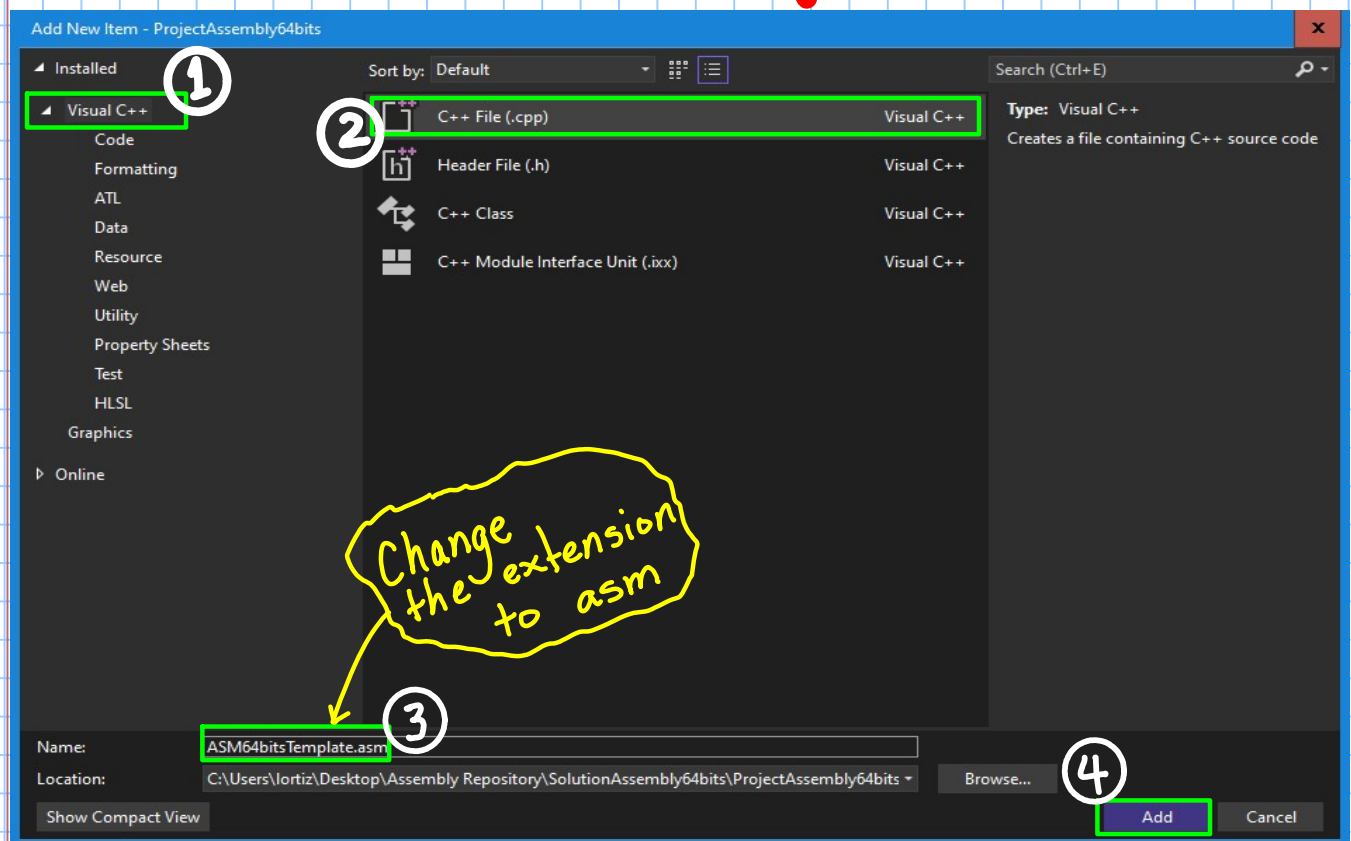 Add New Item - ProjectAssembly64bits
x
Installed
1
Sort by: Default
Search (Ctrl+E)
Visual C++
Code
Formatting
ATL
Data
Resource
Web
Utility
Property Sheets
Test
HLSL
Graphics
Online
2
C++ File (.cpp) Visual C++
Header File (.h) Visual C++
C++ Class Visual C++
C++ Module Interface Unit (.ixx) Visual C++
Type: Visual C++
Creates a file containing C++ source code
Change
the extension
to asm
3
Name: ASM64bitsTemplate.asm
Location: C:\Users\lortiz\Desktop\Assembly Repository\SolutionAssembly64bits\ProjectAssembly64bits
Browse...
4
Show Compact View
Add
Cancel